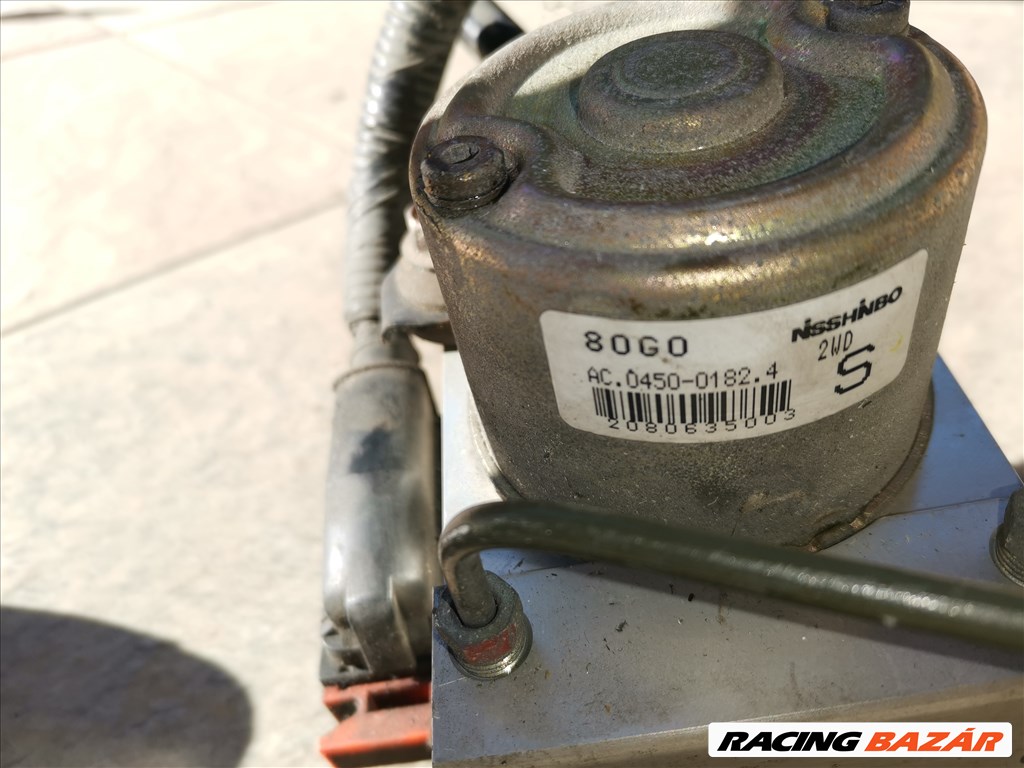 80G0
NISSHINBO
2WD
AC.0450-0182.4
S
2080635003
RACING BAZÁR